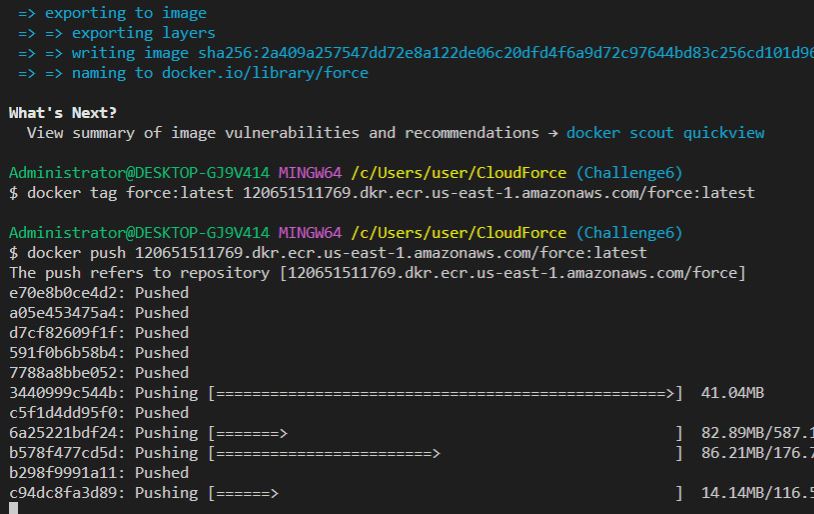 => exporting to image
=> => exporting layers
=> => writing image sha256:2a409a257547dd72e8a122de06c20dfd4f6a9d72c97644bd83c256cd101d96
=> => naming to docker.io/library/force
What's Next?
View summary of image vulnerabilities and recommendations → docker scout quickview
Administrator@DESKTOP-GJ9V414 MINGW64 /c/Users/user/CloudForce (Challenge6)
$ docker tag force:latest 120651511769.dkr.ecr.us-east-1.amazonaws.com/force:latest
Administrator@DESKTOP-GJ9V414 MINGW64 /c/Users/user/CloudForce (Challenge6)
$ docker push 120651511769.dkr.ecr.us-east-1.amazonaws.com/force:latest
The push refers to repository [120651511769.dkr.ecr.us-east-1.amazonaws.com/force]
e70e8b0ce4d2: Pushed
a05e453475a4: Pushed
d7cf82609f1f: Pushed
591f0b6b58b4: Pushed
7788a8bbe052: Pushed
3440999c544b: Pushing [==================================================>] 41.04MB
c5f1d4dd95f0: Pushed
6a25221bdf24: Pushing [=======> ] 82.89MB/587.1
b578f477cd5d: Pushing [========================> ] 86.21MB/176.7
b298f9991a11: Pushed
c94dc8fa3d89: Pushing [======> ] 14.14MB/116.5